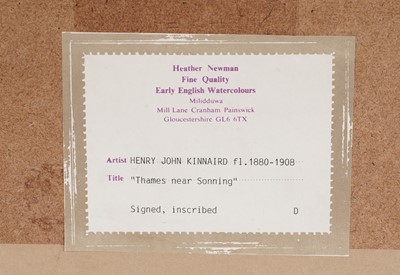 Heather Newman
Fine Quality
Early English Watercolours
Milidduwa
Mill Lane Cranham Painswick
Gloucestershire GL6 6TX
Artist HENRY JOHN KINNAIRD fl.1880-1908
Title "Thames near Sonning"
Signed, inscribed D